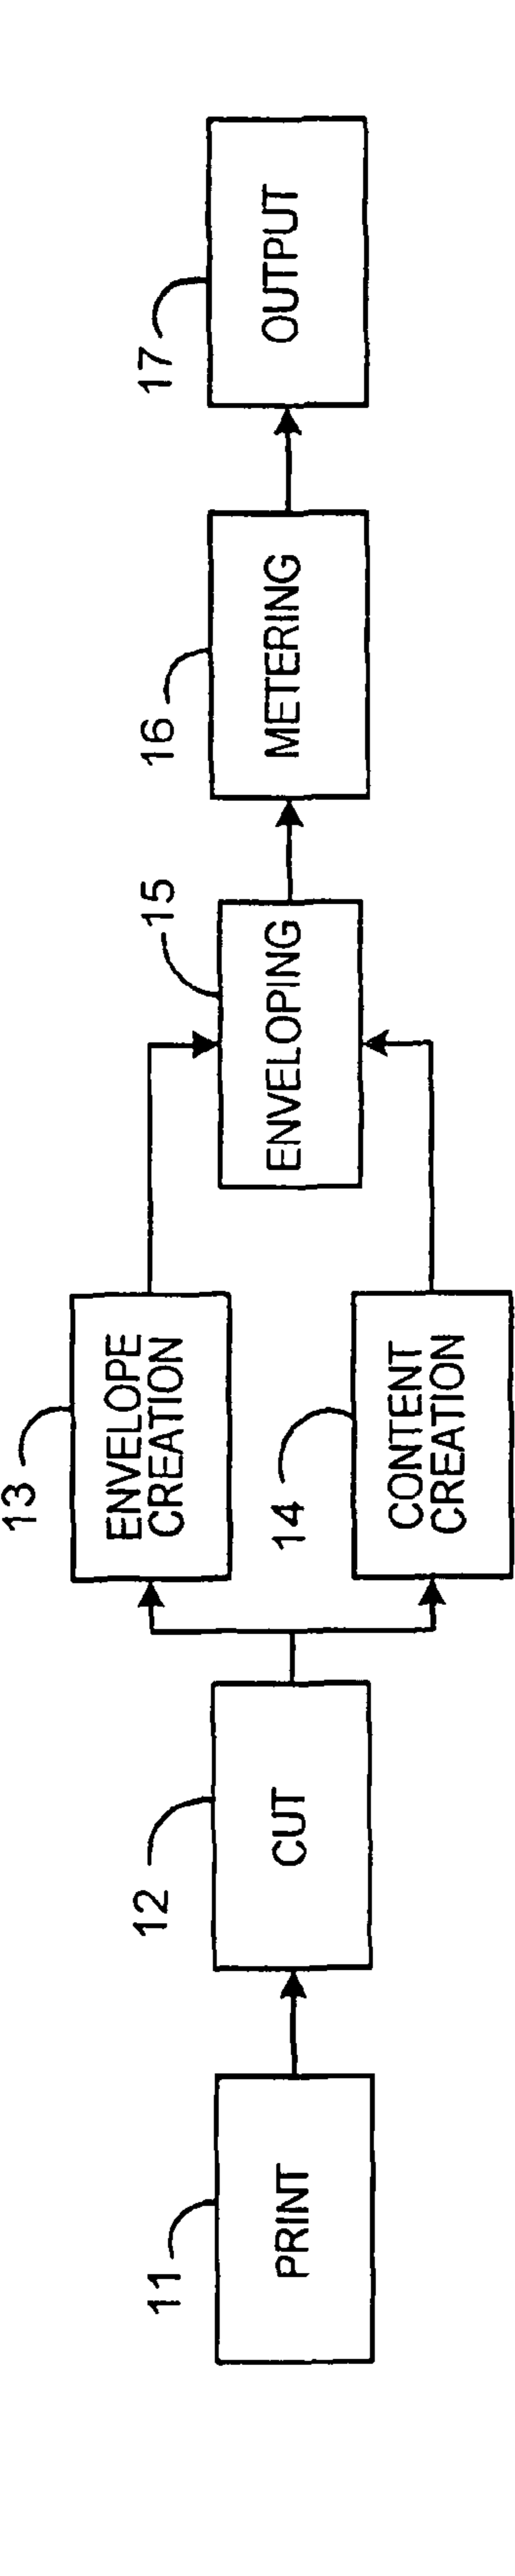 11
PRINT
12
CUT
13
ENVELOPE
CREATION
14
CONTENT
CREATION
15
ENVELOPING
16
METERING
17
OUTPUT